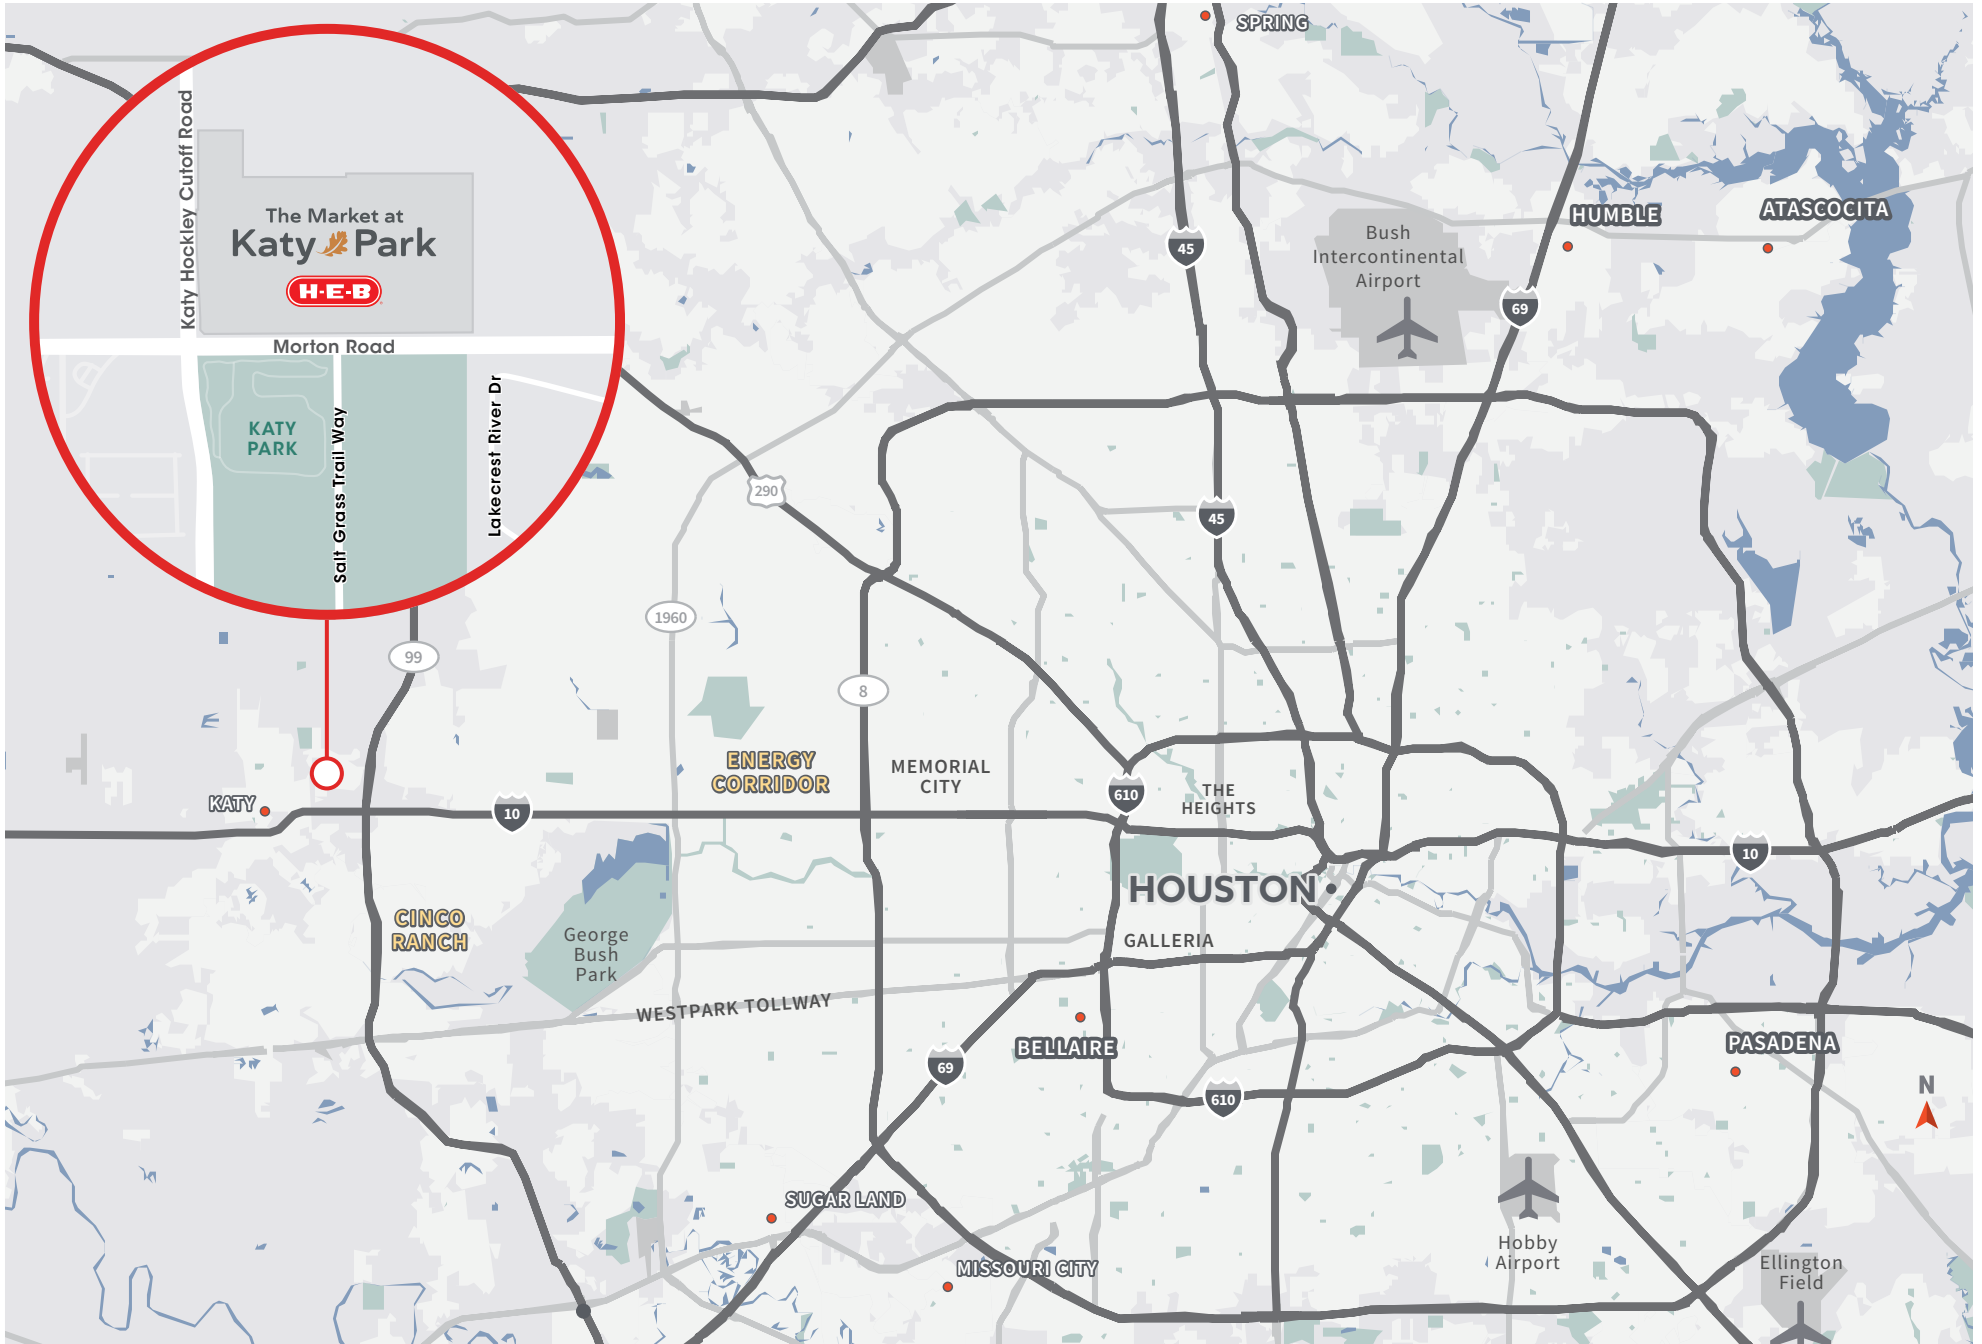 SPRING
Katy Hockley Cutoff Road
The Market at
Katy Park
H-E-B
Morton Road
KATY
PARK
Salt Grass Trail Way
Lakecrest River Dr
HUMBLE
ATASCOCITA
Bush
Intercontinental
Airport
45
69
290
45
1960
99
8
ENERGY
CORRIDOR
MEMORIAL
CITY
THE
HEIGHTS
610
KATY
10
10
HOUSTON
CINCO
RANCH
George
Bush
Park
GALLERIA
WESTPARK TOLLWAY
BELLAIRE
PASADENA
69
610
N
SUGAR LAND
MISSOURI CITY
Hobby
Airport
Ellington
Field